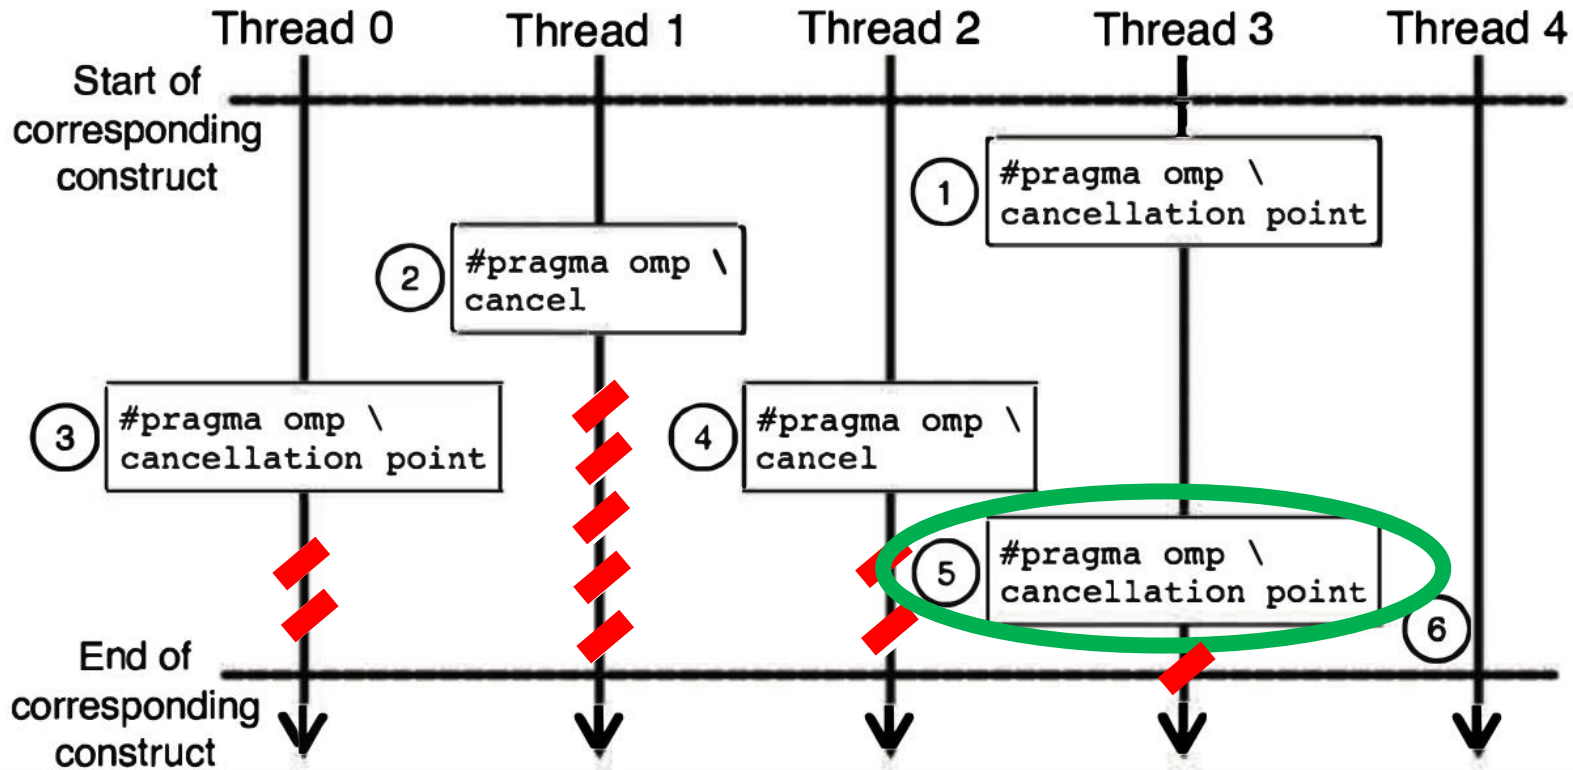 Thread 0
Thread 1
Thread 2
Thread 3
Thread 4
Start of
corresponding
construct
1
#pragma omp \
cancellation point
2
#pragma omp \
cancel
3
#pragma omp \
cancellation point
4
#pragma omp \
cancel
5
#pragma omp \
cancellation point
6
End of
corresponding
construct